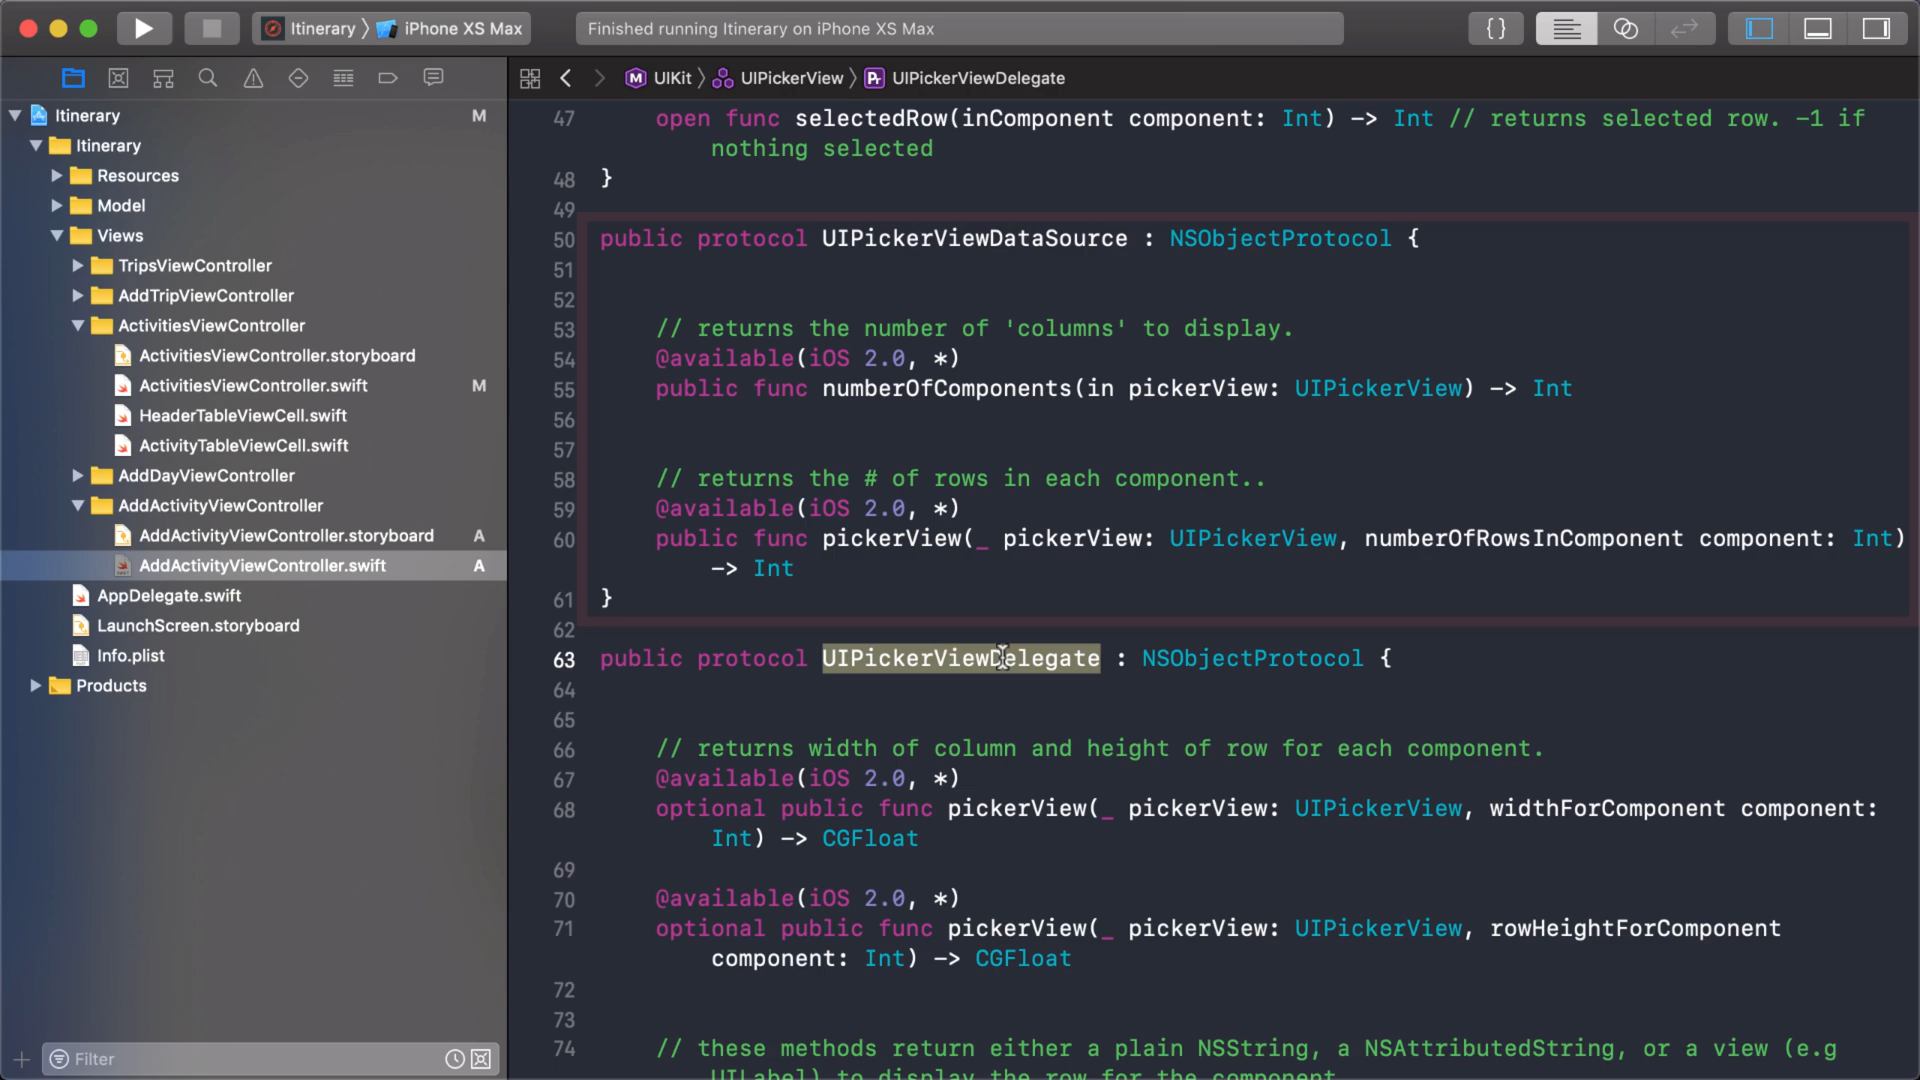 Itinerary
iPhone XS Max
Finished running Itinerary on iPhone XS Max
{ }
UIKit
UIPickerView
Pr
UIPickerViewDelegate
M
Itinerary
M
Itinerary
Resources
Model
Views
TripsViewController
AddTripViewController
ActivitiesViewController
ActivitiesViewController.storyboard
ActivitiesViewController.swift
M
HeaderTableViewCell.swift
ActivityTableViewCell.swift
AddDayViewController
AddActivityViewController
AddActivityViewController.storyboard
A
AddActivityViewController.swift
A
AppDelegate.swift
LaunchScreen.storyboard
Info.plist
Products
Filter
47 open func selectedRow(inComponent component: Int) -> Int // returns selected row. -1 if
nothing selected
48 }
49
50 public protocol UIPickerViewDataSource : NSObjectProtocol {
51
52
53 // returns the number of 'columns' to display.
54 @available(iOS 2.0, *)
55 public func numberOfComponents(in pickerView: UIPickerView) -> Int
56
57
58 // returns the # of rows in each component..
59 @available(iOS 2.0, *)
60 public func pickerView(_ pickerView: UIPickerView, numberOfRowsInComponent component: Int)
-> Int
61 }
62
63 public protocol UIPickerViewDelegate : NSObjectProtocol {
64
65
66 // returns width of column and height of row for each component.
67 @available(iOS 2.0, *)
68 optional public func pickerView(_ pickerView: UIPickerView, widthForComponent component:
Int) -> CGFloat
69
70 @available(iOS 2.0, *)
71 optional public func pickerView(_ pickerView: UIPickerView, rowHeightForComponent
component: Int) -> CGFloat
72
73
74 // these methods return either a plain NSString, a NSAttributedString, or a view (e.g
UILabel) to display the row for the component